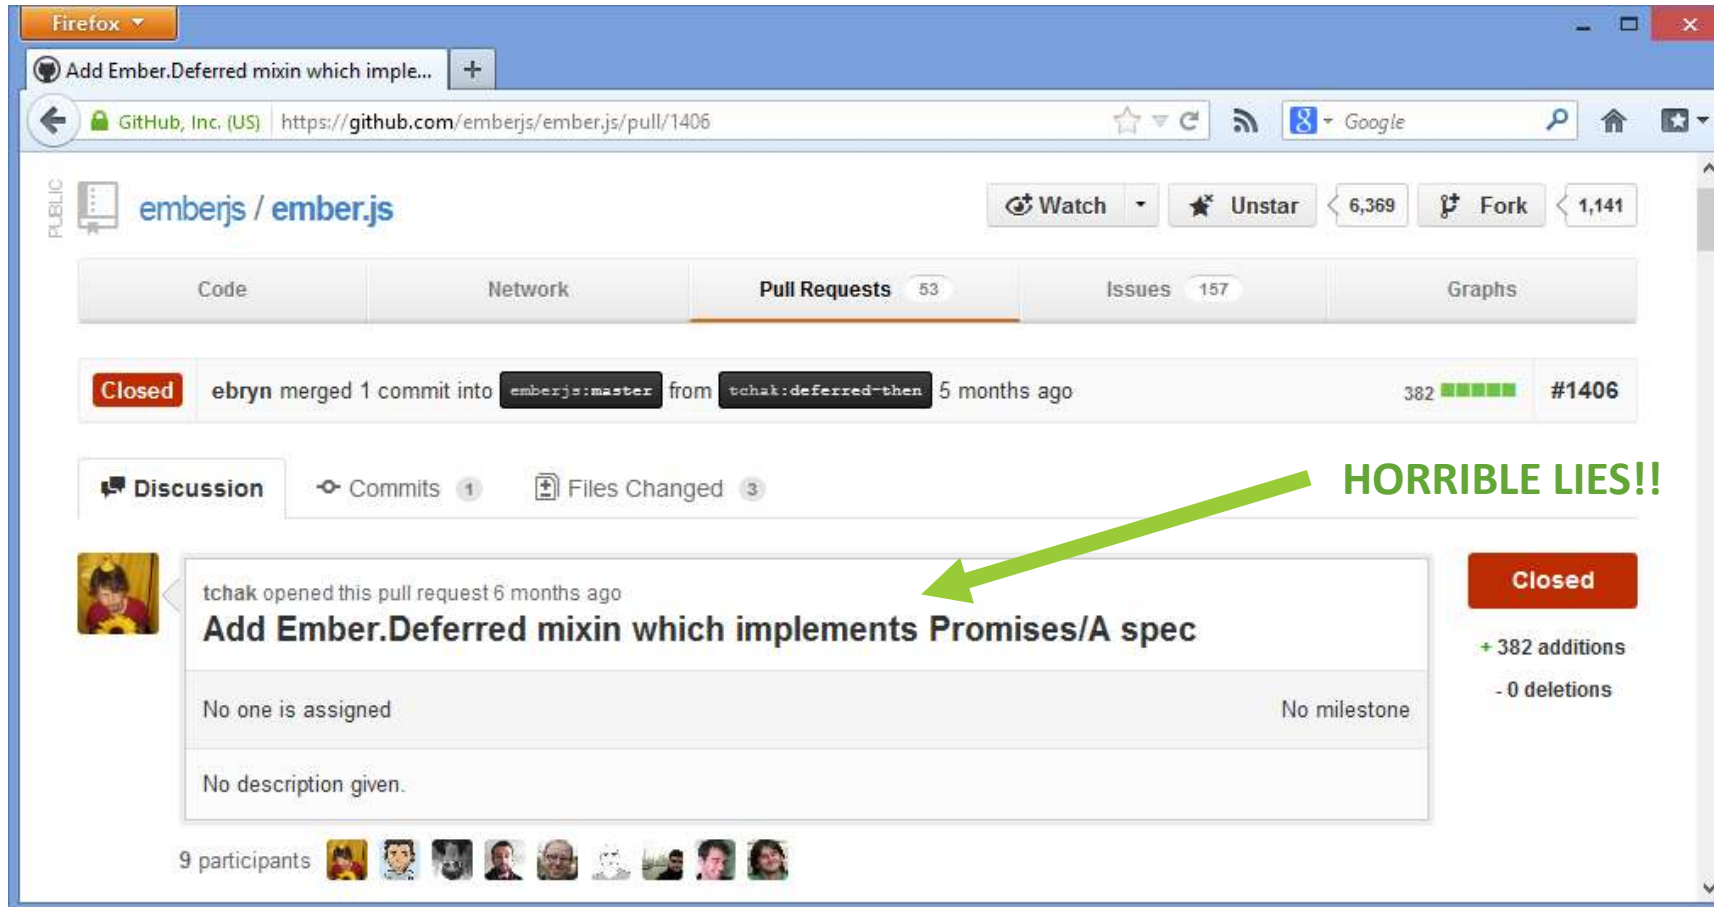 Firefox
Add Ember.Deferred mixin which imple...
GitHub, Inc. (US) https://github.com/emberjs/ember.js/pull/1406
Google
PUBLIC
emberjs / ember.js
Watch
Unstar 6,369
Fork 1,141
Code
Network
Pull Requests 53
Issues 157
Graphs
Closed ebryn merged 1 commit into emberjs:master from tchak:deferred-then 5 months ago 382 #1406
HORRIBLE LIES!!
Discussion
Commits 1
Files Changed 3
tchak opened this pull request 6 months ago
Add Ember.Deferred mixin which implements Promises/A spec
Closed
+ 382 additions
- 0 deletions
No one is assigned
No milestone
No description given.
9 participants